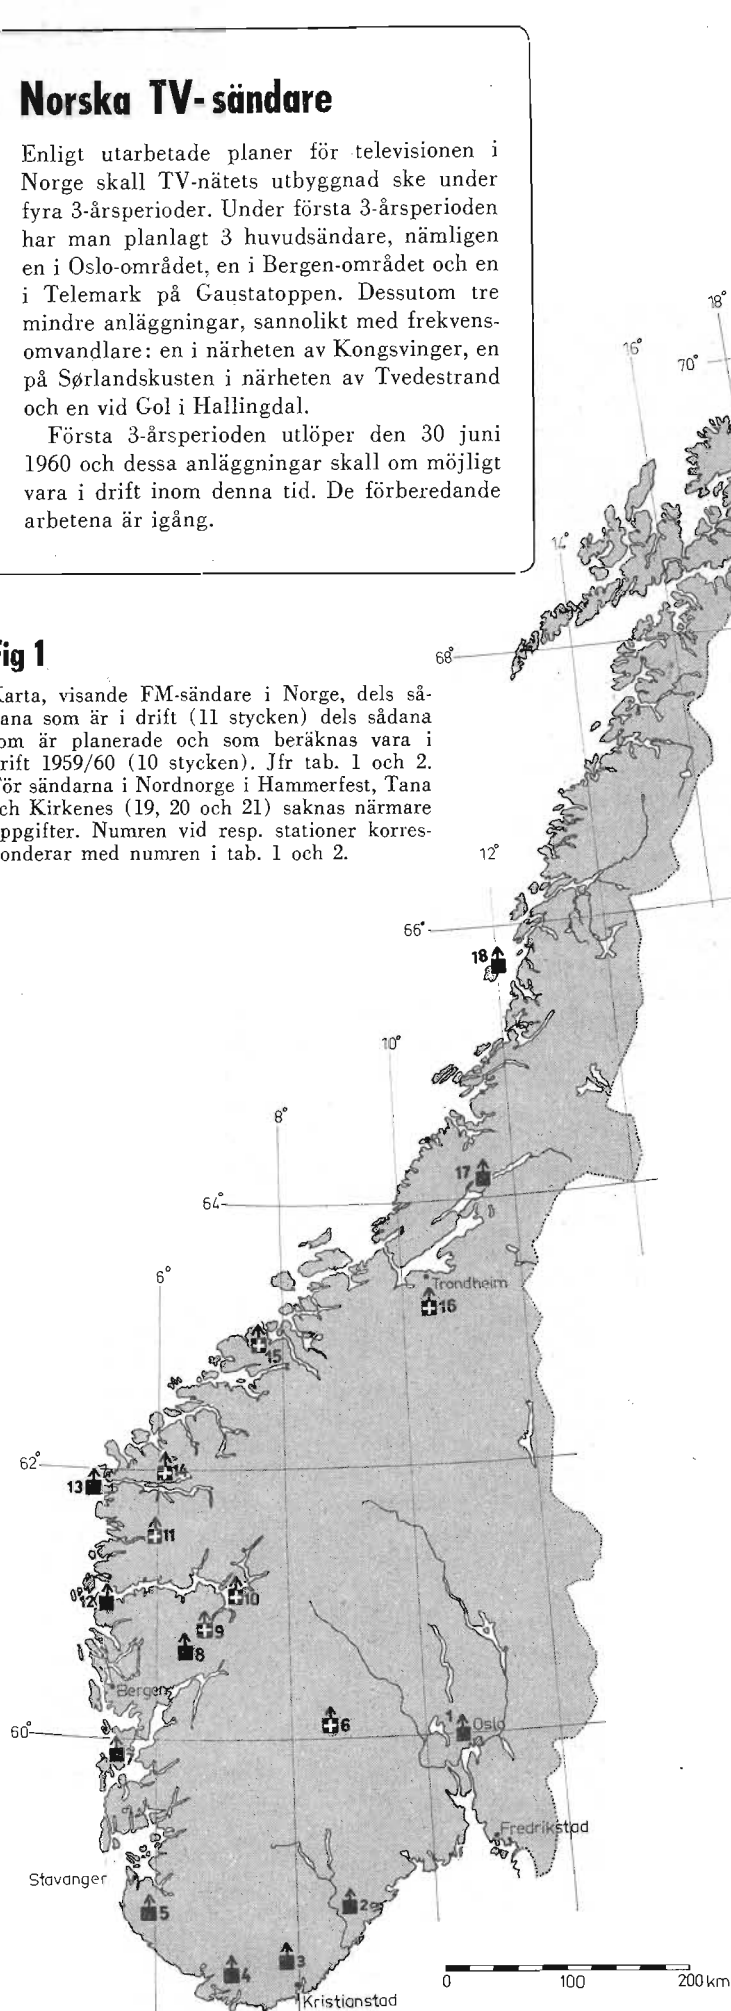 Norska TV-sändare
Enligt utarbetade planer för televisionen i
Norge skall TV-nätets utbyggnad ske under
fyra 3-årsperioder. Under första 3-årsperioden
har man planlagt 3 huvudsändare, nämligen
en i Oslo-området, en i Bergen-området och en
i Telemark på Gaustatoppen. Dessutom tre
mindre anläggningar, sannolikt med frekvens-
omvandlare: en i närheten av Kongsvinger, en
på Sørlandskusten i närheten av Tvedestrand
och en vid Gol i Hallingdal.
Första 3-årsperioden utlöper den 30 juni
1960 och dessa anläggningar skall om möjligt
vara i drift inom denna tid. De förberedande
arbetena är igång.
ig 1
arta, visande FM-sändare i Norge, dels så-
ana som är i drift (11 stycken) dels sådana
om är planerade och som beräknas vara i
rift 1959/60 (10 stycken). Jfr tab. 1 och 2.
ör sändarna i Nordnorge i Hammerfest, Tana
ch Kirkenes (19, 20 och 21) saknas närmare
ppgifter. Numren vid resp. stationer korres-
onderar med numren i tab. 1 och 2.
18°
16°
70°
14°
68°
12°
66°
18
10°
8°
17
64°
6°
Trondheim
16
15
62°
14
13
11
10
12
9
8
Bergen
6
1
Oslo
60°
7
Fredrikstad
Stavanger
2
5
3
4
0 100 200 km
Kristianstad